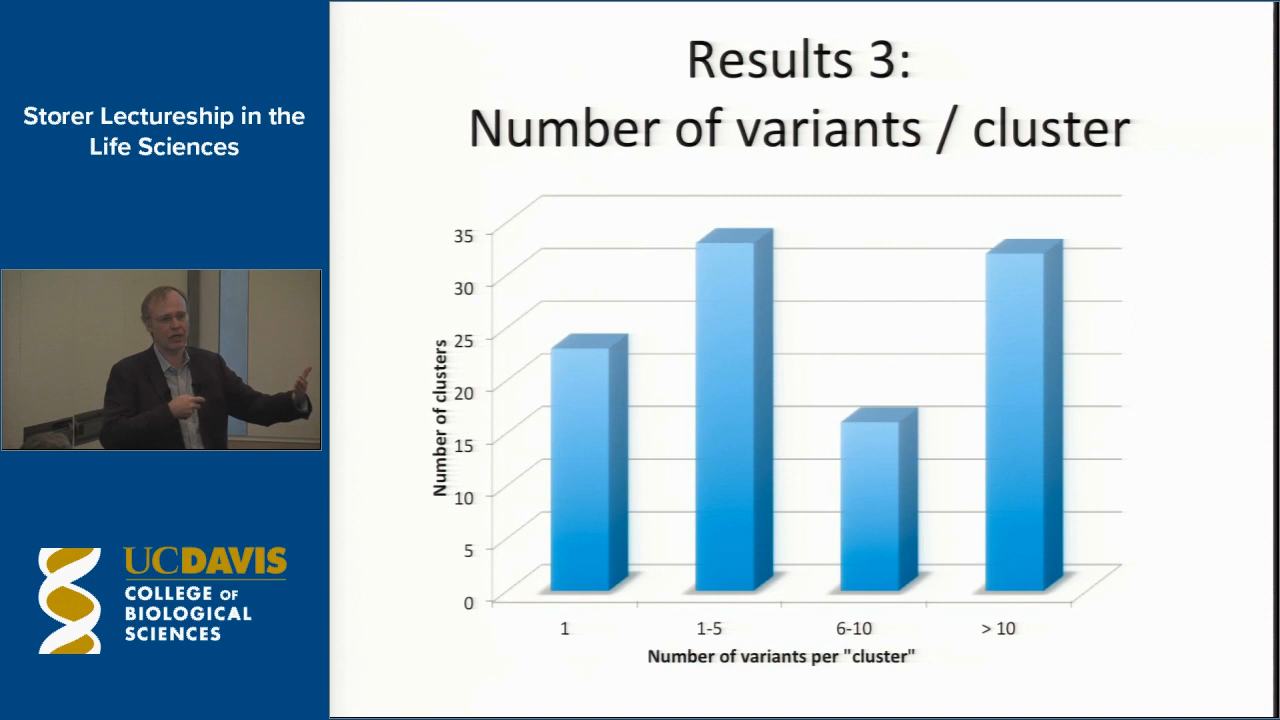 Storer Lectureship in the
Life Sciences
UCDAVIS
COLLEGE OF
BIOLOGICAL
SCIENCES
Results 3:
Number of variants / cluster
Number of clusters
35
30
25
20
15
10
5
0
1
1-5
6-10
> 10
Number of variants per "cluster"